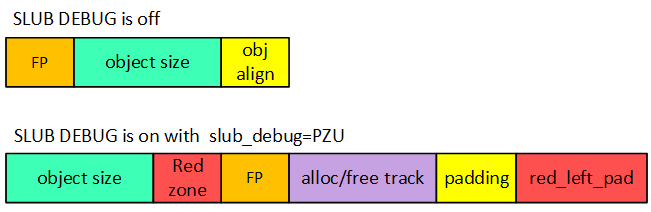 SLUB DEBUG is off
FP
object size
obj
align
SLUB DEBUG is on with  slub_debug=PZU
object size
Red
zone
FP
alloc/free track
padding
red_left_pad